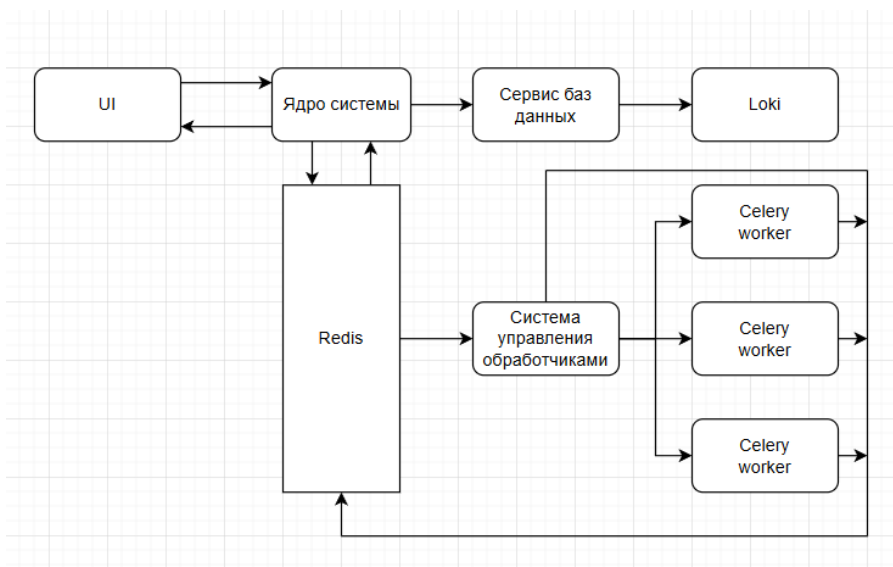 UI
Ядро системы
Сервис баз
данных
Loki
Celery
worker
Redis
Система
управления
обработчиками
Celery
worker
Celery
worker